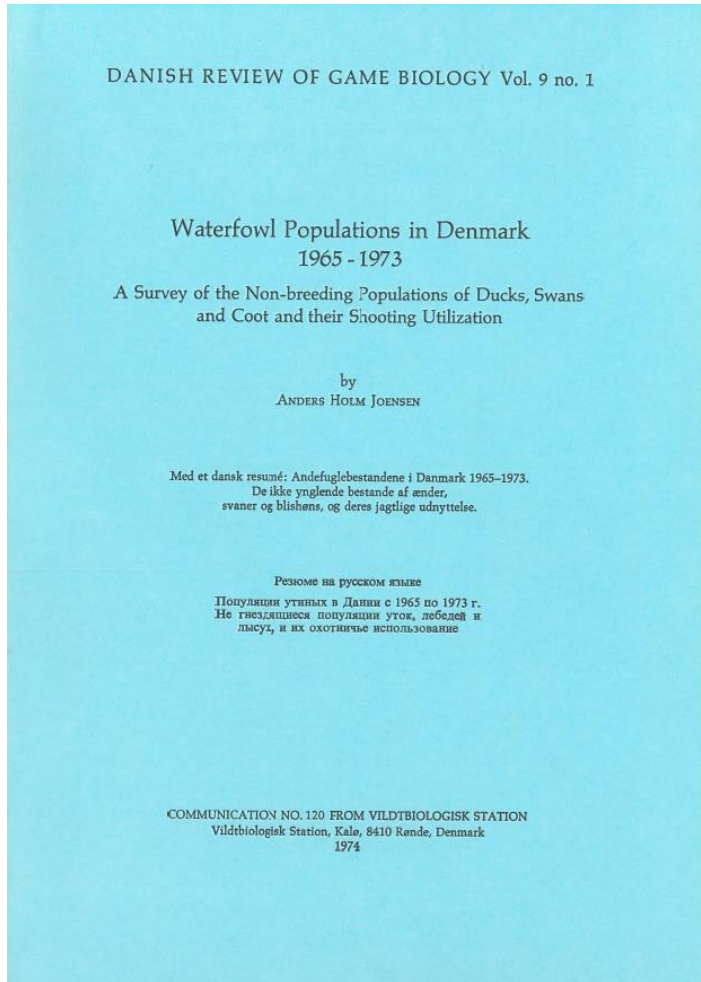 DANISH REVIEW OF GAME BIOLOGY Vol. 9 no. 1
Waterfowl Populations in Denmark
1965 - 1973
A Survey of the Non-breeding Populations of Ducks, Swans
and Coot and their Shooting Utilization
by
ANDERS HOLM JOENSEN
Med et dansk resumé: Andefuglebestandene i Danmark 1965–1973.
De ikke ynglende bestande af ænder,
svaner og blishøns, og deres jagtlige udnyttelse.
Резюме на русском языке
Популяции утиных в Дании с 1965 по 1973 г.
Не гнездящиеся популяции уток, лебедей и
лысух, и их охотничье использование
COMMUNICATION NO. 120 FROM VILDTBIOLOGISK STATION
Vildtbiologisk Station, Kalø, 8410 Rønde, Denmark
1974